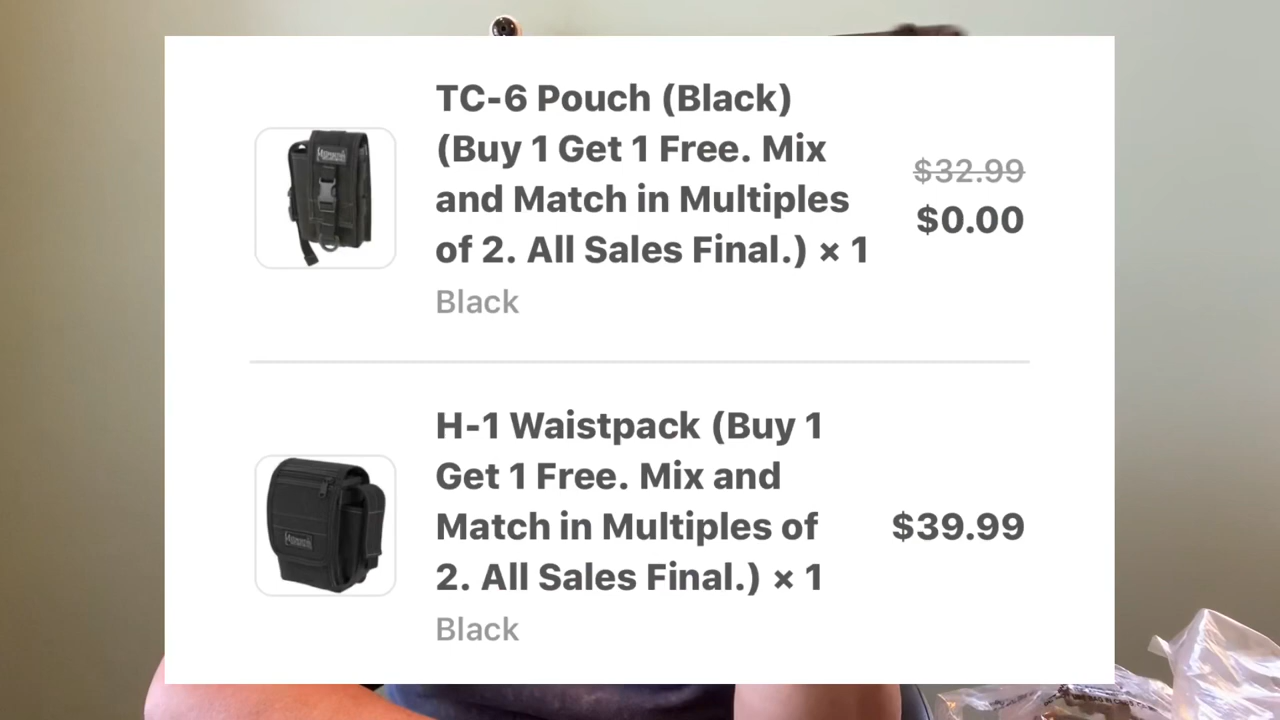 TC-6 Pouch (Black)
(Buy 1 Get 1 Free. Mix
and Match in Multiples
of 2. All Sales Final.) × 1
Black
$32.99
$0.00
H-1 Waistpack (Buy 1
Get 1 Free. Mix and
Match in Multiples of
2. All Sales Final.) × 1
Black
$39.99